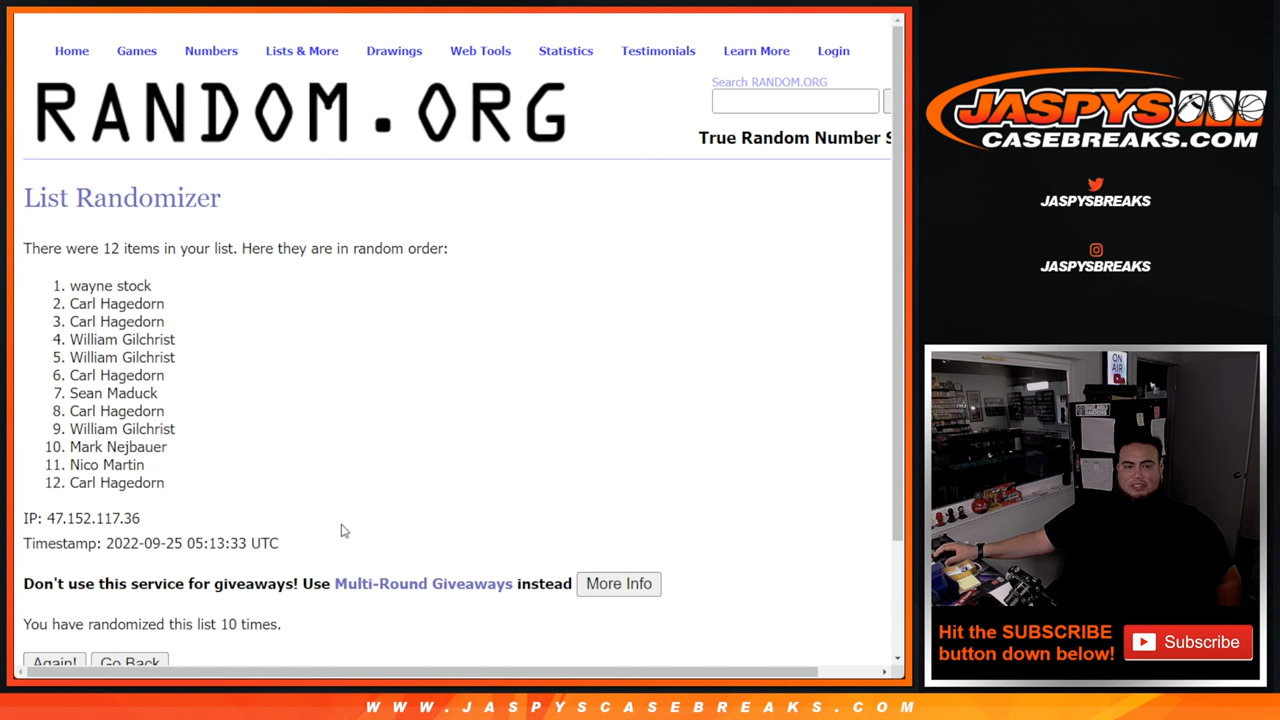 Home Games Numbers Lists & More Drawings Web Tools Statistics Testimonials Learn More Login
RANDOM.ORG
Search RANDOM.ORG
True Random Number S
List Randomizer
There were 12 items in your list. Here they are in random order:
1. wayne stock
2. Carl Hagedorn
3. Carl Hagedorn
4. William Gilchrist
5. William Gilchrist
6. Carl Hagedorn
7. Sean Maduck
8. Carl Hagedorn
9. William Gilchrist
10. Mark Nejbauer
11. Nico Martin
12. Carl Hagedorn
IP: 47.152.117.36
Timestamp: 2022-09-25 05:13:33 UTC
Don't use this service for giveaways! Use Multi-Round Giveaways instead More Info
You have randomized this list 10 times.
Again! Go Back
JASPYS
CASEBREAKS.COM
JASPYSBREAKS
JASPYSBREAKS
ON
AIR
Hit the SUBSCRIBE
button down below!
Subscribe
WWW.JASPYSCASEBREAKS.COM